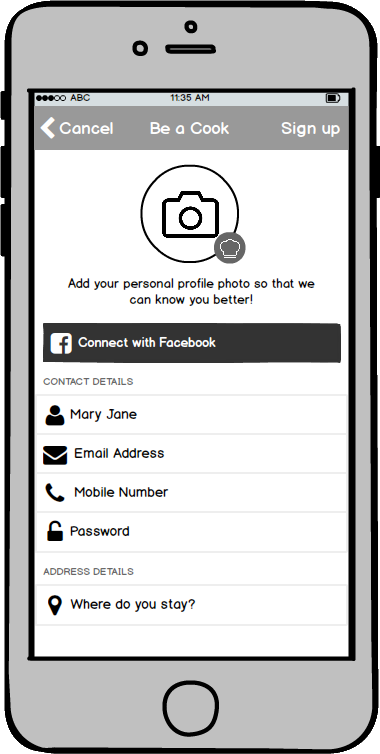 ABC 11:35 AM
Cancel Be a Cook Sign up
Add your personal profile photo so that we
can know you better!
Connect with Facebook
CONTACT DETAILS
Mary Jane
Email Address
Mobile Number
Password
ADDRESS DETAILS
Where do you stay?